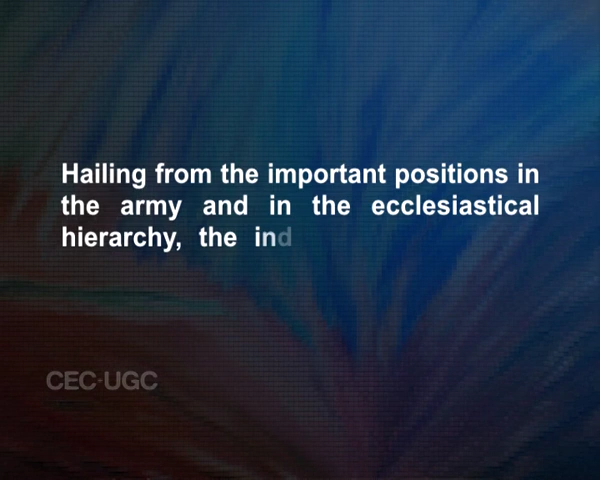 Hailing from the important positions in
the army and in the ecclesiastical
hierarchy, the ind
CEC-UGC